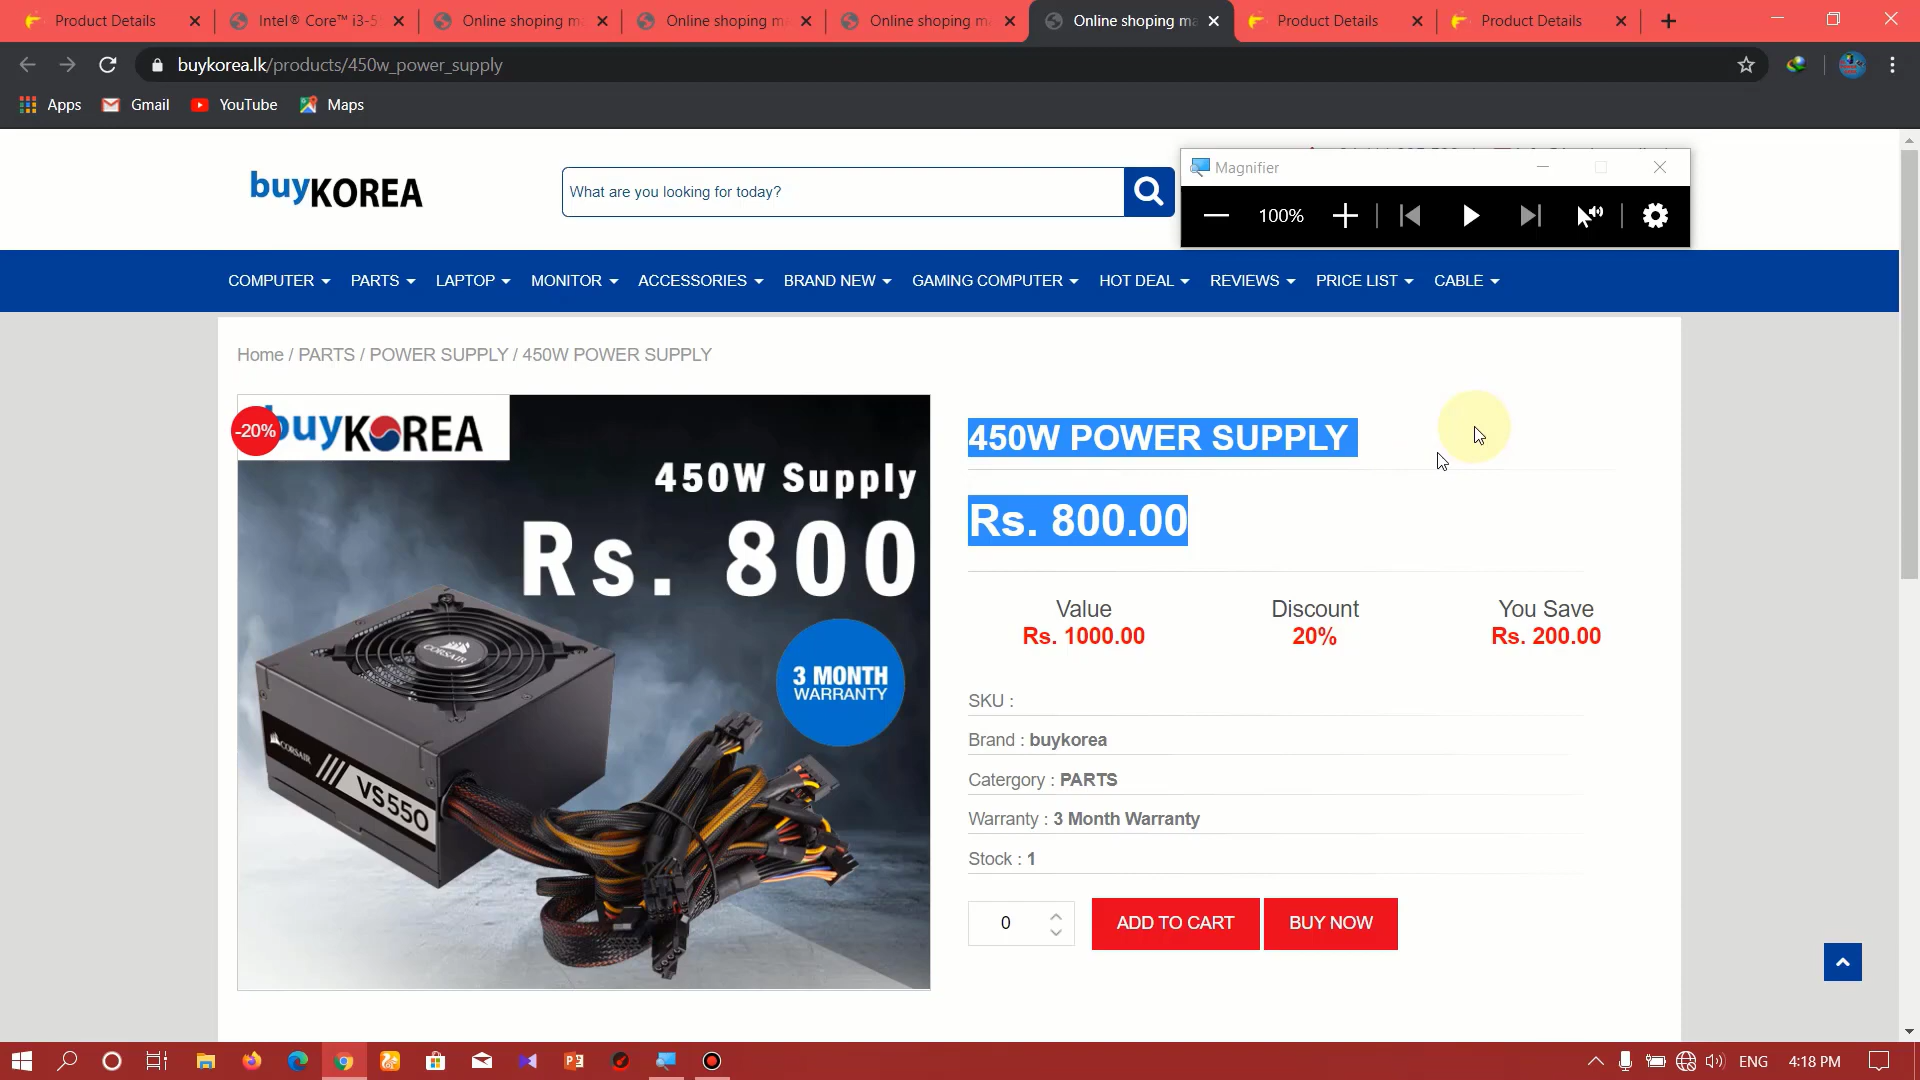 Product Details
Intel® Core™ i3-5
Online shoping m
Online shoping m
Online shoping m
Online shoping ma
Product Details
Product Details
buykorea.lk/products/450w_power_supply
Apps
Gmail
YouTube
Maps
buyKOREA
What are you looking for today?
Magnifier
100%
COMPUTER
PARTS
LAPTOP
MONITOR
ACCESSORIES
BRAND NEW
GAMING COMPUTER
HOT DEAL
REVIEWS
PRICE LIST
CABLE
Home / PARTS / POWER SUPPLY / 450W POWER SUPPLY
-20%
buyKOREA
450W Supply
Rs. 800
3 MONTH
WARRANTY
CORSAIR
CORSAIR
VS550
450W POWER SUPPLY
Rs. 800.00
Value
Rs. 1000.00
Discount
20%
You Save
Rs. 200.00
SKU :
Brand : buykorea
Catergory : PARTS
Warranty : 3 Month Warranty
Stock : 1
0
ADD TO CART
BUY NOW
ENG
4:18 PM